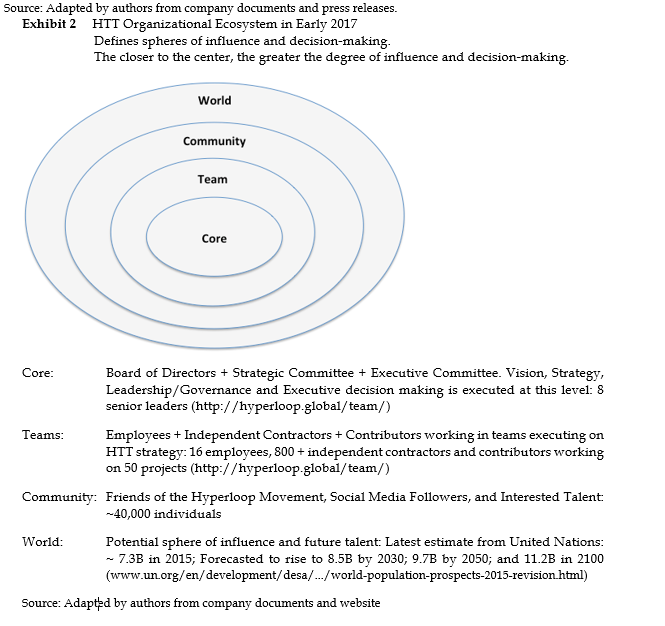 Source: Adapted by authors from company documents and press releases.
Exhibit 2 HTT Organizational Ecosystem in Early 2017
Defines spheres of influence and decision-making.
The closer to the center, the greater the degree of influence and decision-making.
World
Community
Team
Core
Core: Board of Directors + Strategic Committee + Executive Committee. Vision, Strategy,
Leadership/Governance and Executive decision making is executed at this level: 8
senior leaders (http://hyperloop.global/team/)
Teams: Employees + Independent Contractors + Contributors working in teams executing on
HTT strategy: 16 employees, 800 + independent contractors and contributors working
on 50 projects (http://hyperloop.global/team/)
Community: Friends of the Hyperloop Movement, Social Media Followers, and Interested Talent:
~40,000 individuals
World: Potential sphere of influence and future talent: Latest estimate from United Nations:
~ 7.3B in 2015; Forecasted to rise to 8.5B by 2030; 9.7B by 2050; and 11.2B in 2100
(www.un.org/en/development/desa/.../world-population-prospects-2015-revision.html)
Source: Adapted by authors from company documents and website